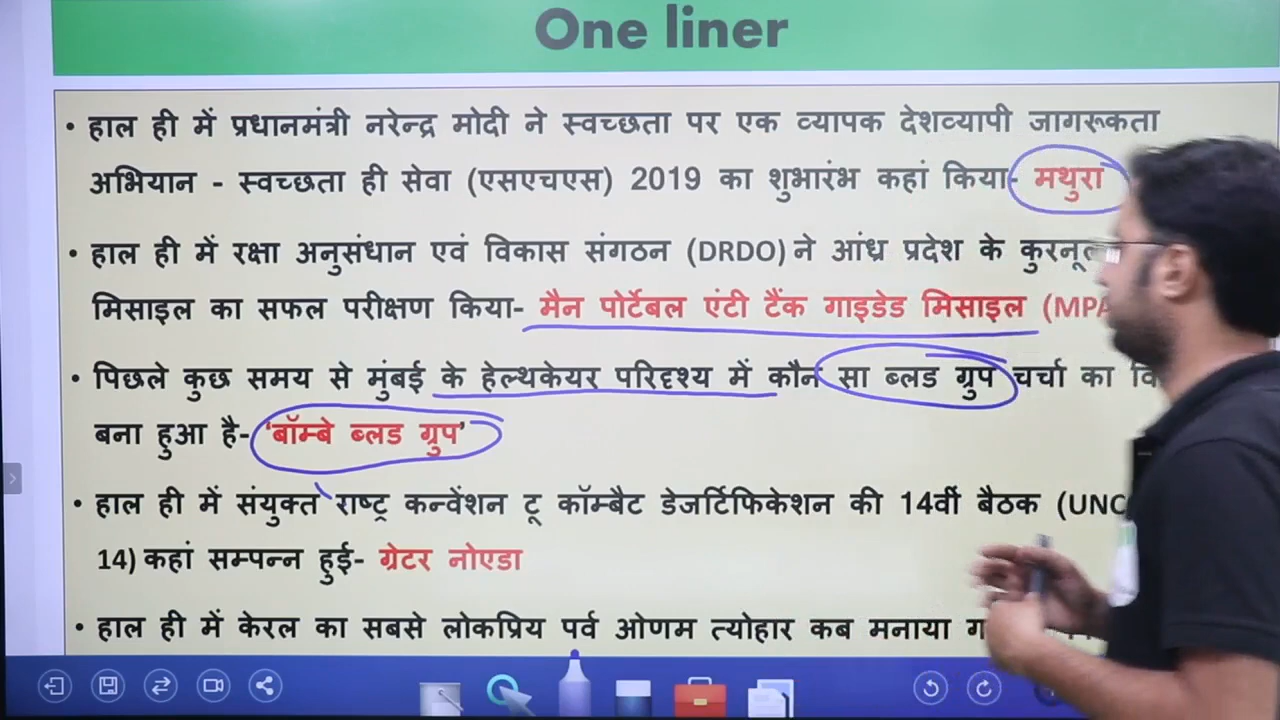 One liner
• हाल ही में प्रधानमंत्री नरेन्द्र मोदी ने स्वच्छता पर एक व्यापक देशव्यापी जागरूकता
अभियान - स्वच्छता ही सेवा (एसएचएस) 2019 का शुभारंभ कहां किया- मथुरा
• हाल ही में रक्षा अनुसंधान एवं विकास संगठन (DRDO) ने आंध्र प्रदेश के
मिसाइल का सफल परीक्षण किया- मैन पोर्टेबल एंटी टैंक गाइडेड मिसाइल
• पिछले कुछ समय से मुंबई के हेल्थकेयर परिदृश्य में कौन सा ब्लड ग्रुप चर्चा का
बना हुआ है- 'बॉम्बे ब्लड ग्रुप'
• हाल ही में संयुक्त राष्ट्र कन्वेंशन टू कॉम्बैट डेजर्टिफिकेशन की 14वीं बैठक
14) कहां सम्पन्न हुई- ग्रेटर नोएडा
• हाल ही में केरल का सबसे लोकप्रिय पर्व ओणम त्योहार कब मनाया